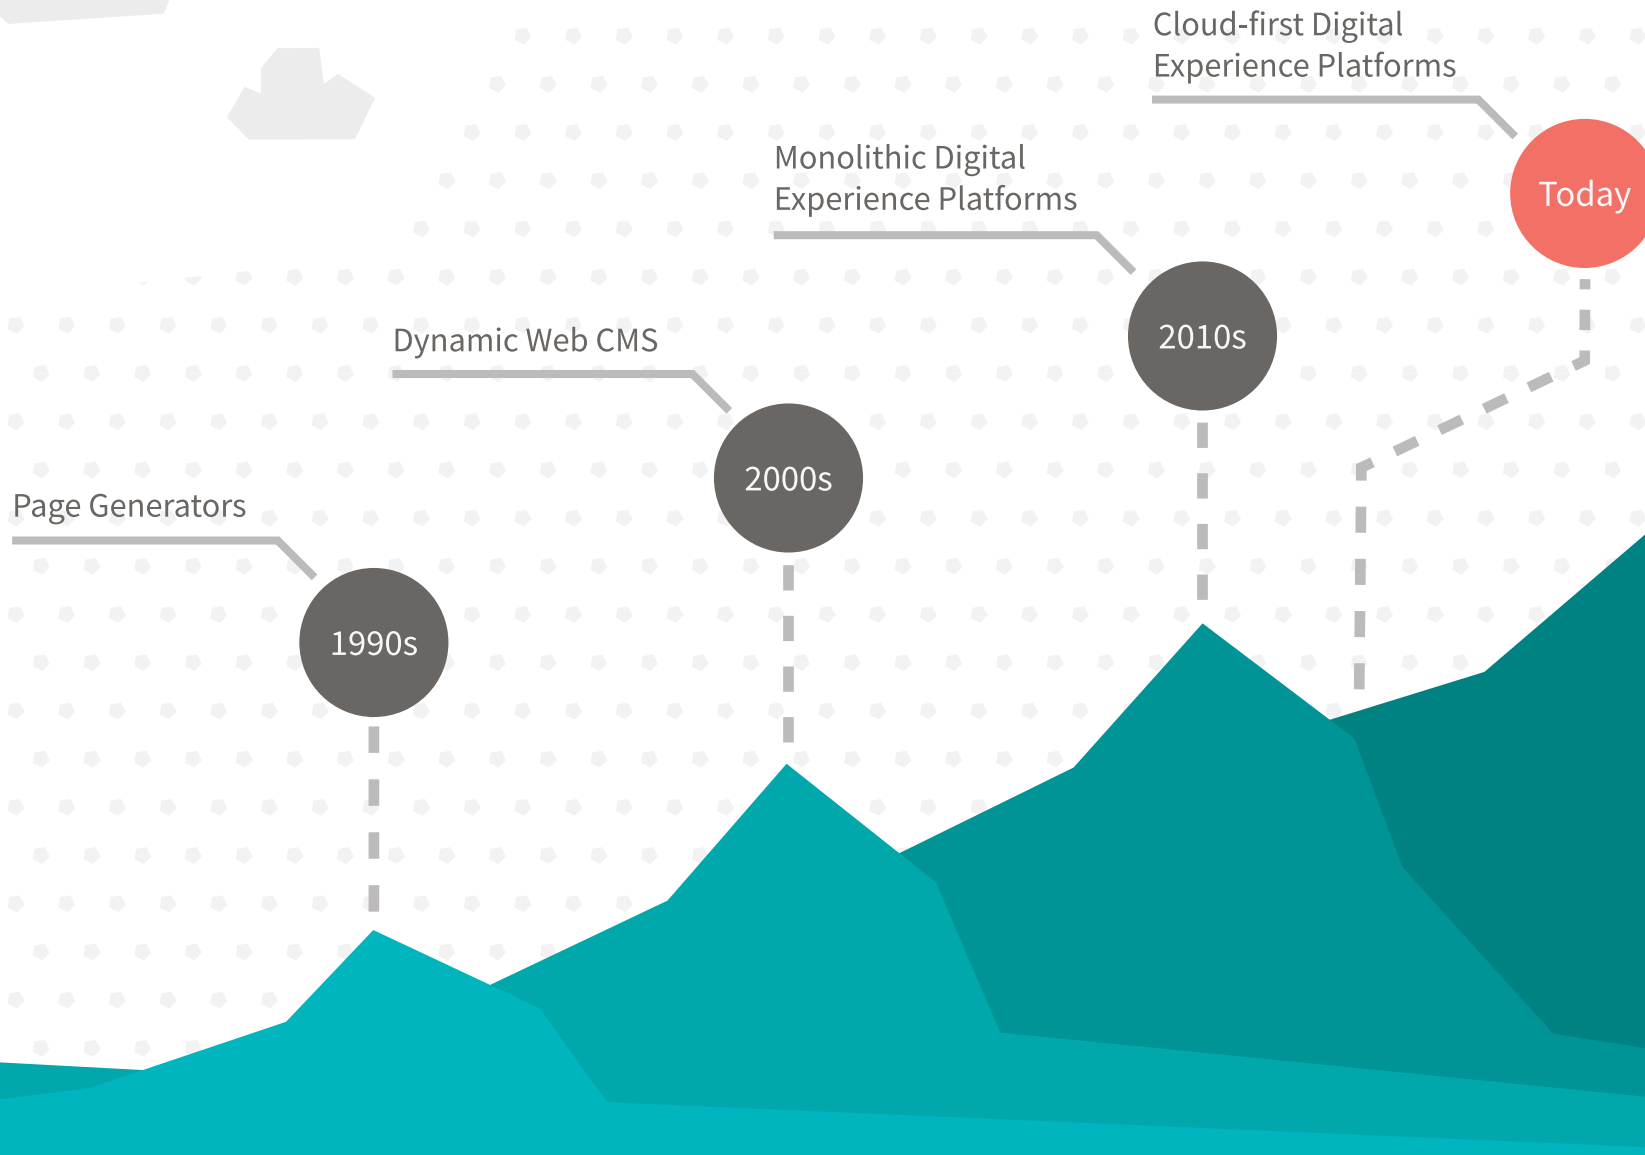 Cloud-first Digital
Experience Platforms
Today
Monolithic Digital
Experience Platforms
2010s
Dynamic Web CMS
2000s
Page Generators
1990s